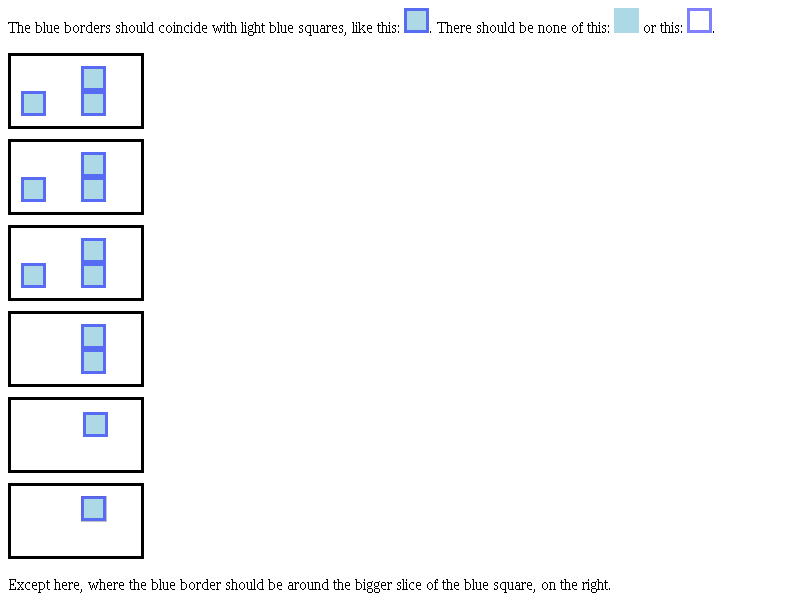 The blue borders should coincide with light blue squares, like this: . There should be none of this: or this: .
Except here, where the blue border should be around the bigger slice of the blue square, on the right.